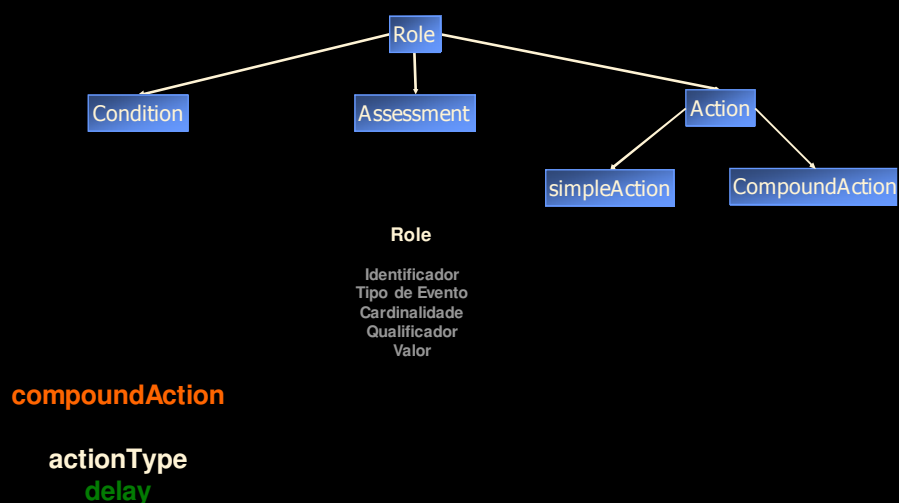 Role
Condition
Assessment
Action
simpleAction
CompoundAction
Role
Identificador
Tipo de Evento
Cardinalidade
Qualificador
Valor
compoundAction
actionType
delay